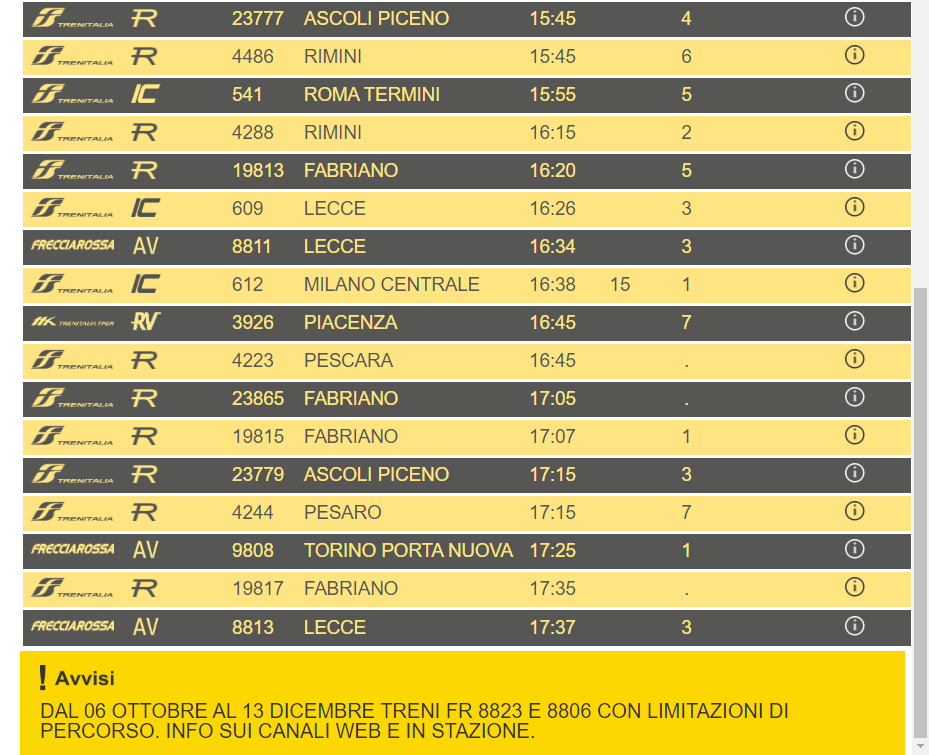 TRENITALIA R 23777 ASCOLI PICENO 15:45 4
TRENITALIA R 4486 RIMINI 15:45 6
TRENITALIA IC 541 ROMA TERMINI 15:55 5
TRENITALIA R 4288 RIMINI 16:15 2
TRENITALIA R 19813 FABRIANO 16:20 5
TRENITALIA IC 609 LECCE 16:26 3
FRECCIAROSSA AV 8811 LECCE 16:34 3
TRENITALIA IC 612 MILANO CENTRALE 16:38 15 1
TRENITALIA TPER RV 3926 PIACENZA 16:45 7
TRENITALIA R 4223 PESCARA 16:45 .
TRENITALIA R 23865 FABRIANO 17:05 .
TRENITALIA R 19815 FABRIANO 17:07 1
TRENITALIA R 23779 ASCOLI PICENO 17:15 3
TRENITALIA R 4244 PESARO 17:15 7
FRECCIAROSSA AV 9808 TORINO PORTA NUOVA 17:25 1
TRENITALIA R 19817 FABRIANO 17:35 .
FRECCIAROSSA AV 8813 LECCE 17:37 3
! Avvisi
DAL 06 OTTOBRE AL 13 DICEMBRE TRENI FR 8823 E 8806 CON LIMITAZIONI DI
PERCORSO. INFO SUI CANALI WEB E IN STAZIONE.